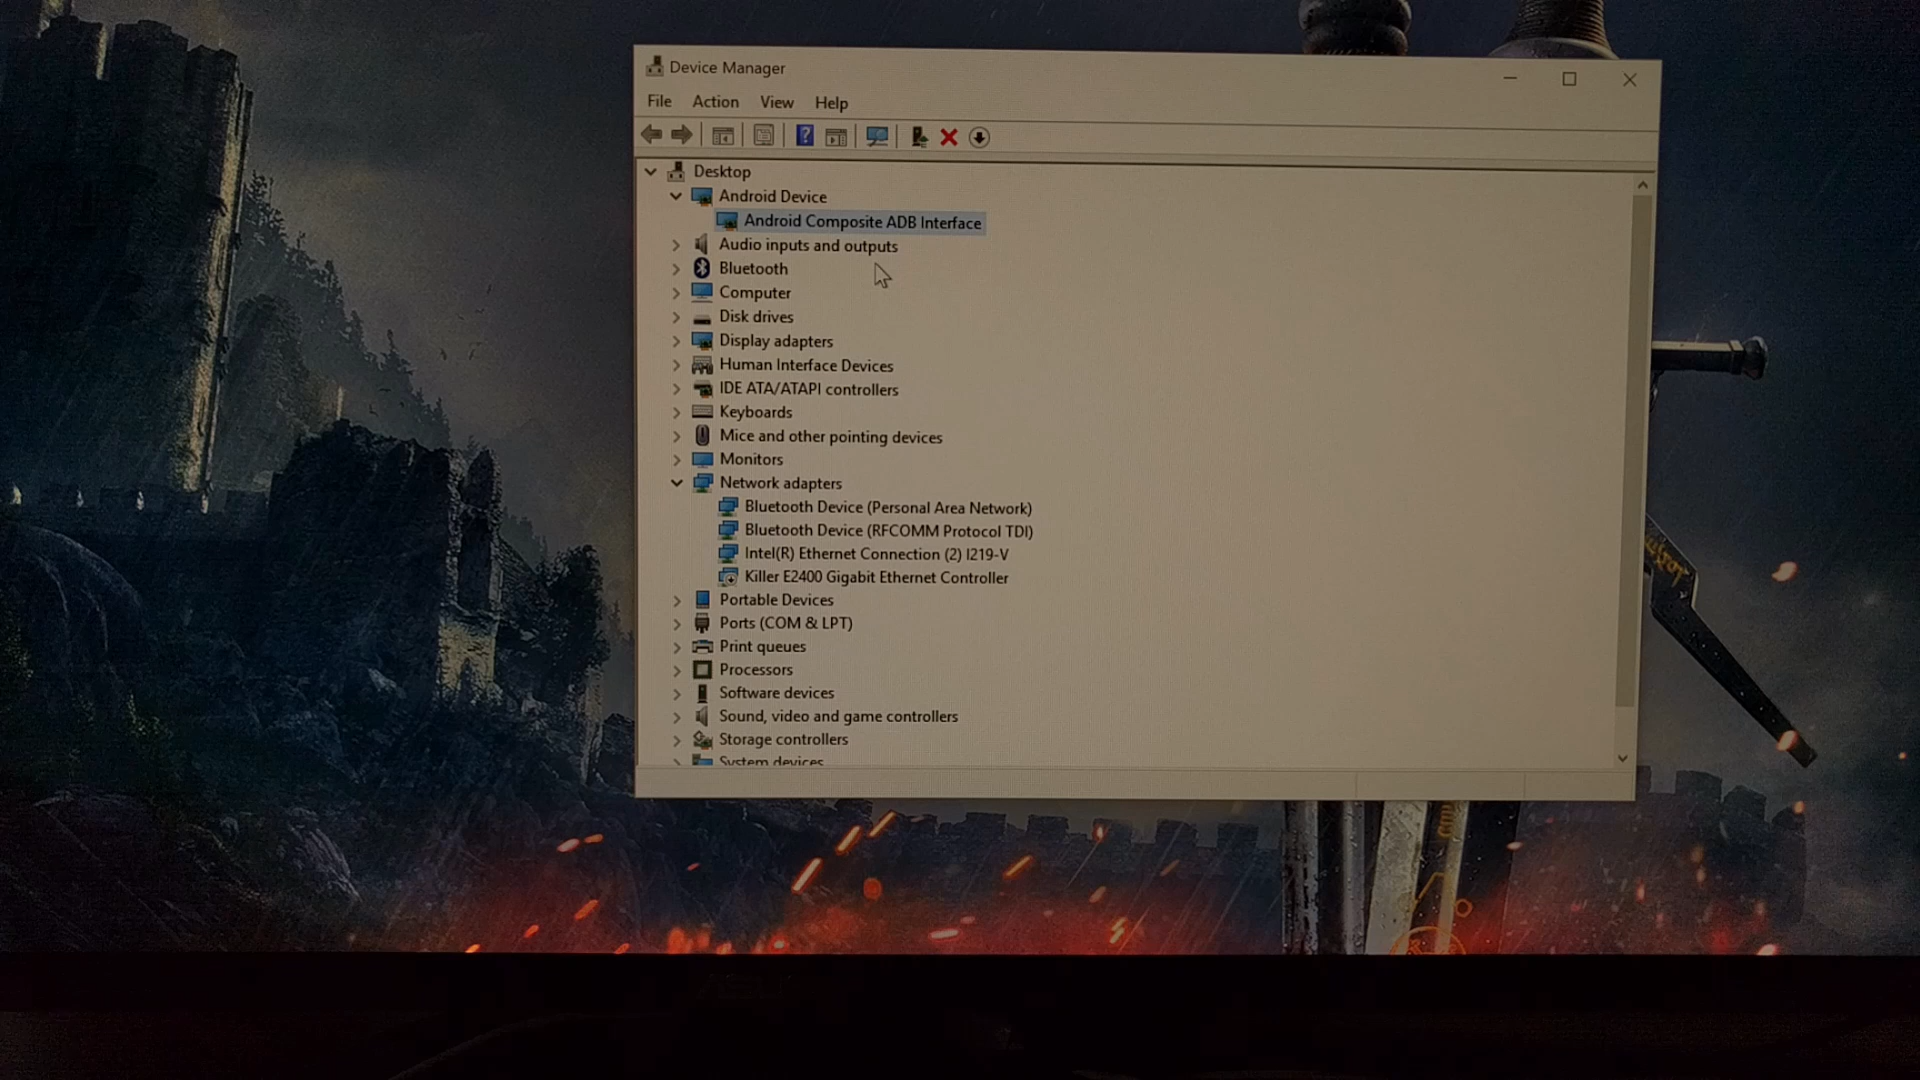 Device Manager
File Action View Help
Desktop
Android Device
Android Composite ADB Interface
Audio inputs and outputs
Bluetooth
Computer
Disk drives
Display adapters
Human Interface Devices
IDE ATA/ATAPI controllers
Keyboards
Mice and other pointing devices
Monitors
Network adapters
Bluetooth Device (Personal Area Network)
Bluetooth Device (RFCOMM Protocol TDI)
Intel(R) Ethernet Connection (2) I219-V
Killer E2400 Gigabit Ethernet Controller
Portable Devices
Ports (COM & LPT)
Print queues
Processors
Software devices
Sound, video and game controllers
Storage controllers
System devices